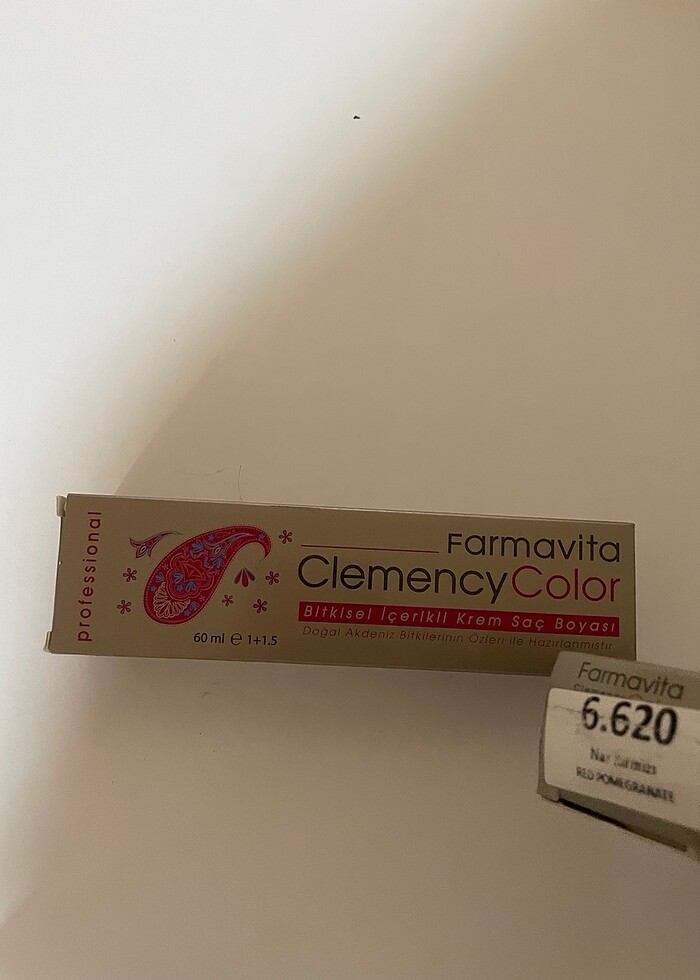 professional
Farmavita
ClemencyColor
Bitkisel İçerikli Krem Saç Boyası
Doğal Akdeniz Bitkilerinin Özleri ile Hazırlanmıştır
60 ml ℮ 1+1.5
Farmavita
6.620
Nar
RED POMEGRANATE